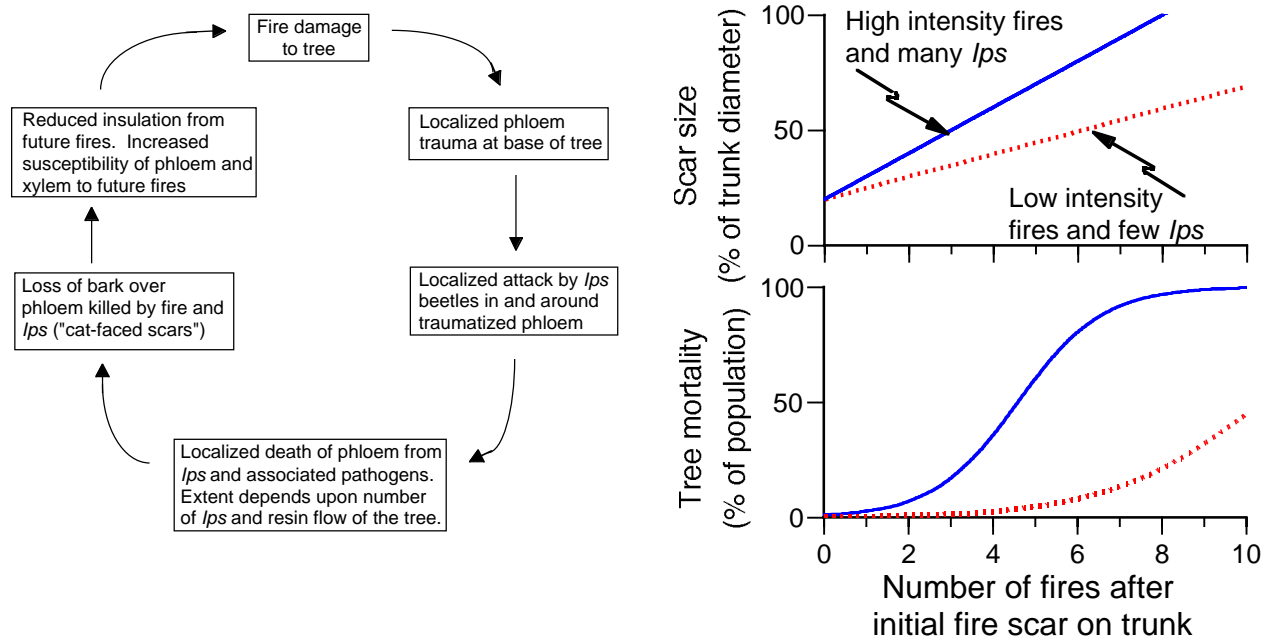 Fire damage
to tree
Localized phloem
trauma at base of tree
Localized attack by Ips
beetles in and around
traumatized phloem
Localized death of phloem from
Ips and associated pathogens.
Extent depends upon number
of Ips and resin flow of the tree.
Loss of bark over
phloem killed by fire and
Ips ("cat-faced scars")
Reduced insulation from
future fires. Increased
susceptibility of phloem and
xylem to future fires
Scar size
(% of trunk diameter)
100
50
0
High intensity fires
and many Ips
Low intensity
fires and few Ips
Tree mortality
(% of population)
100
50
0
0 2 4 6 8 10
Number of fires after
initial fire scar on trunk